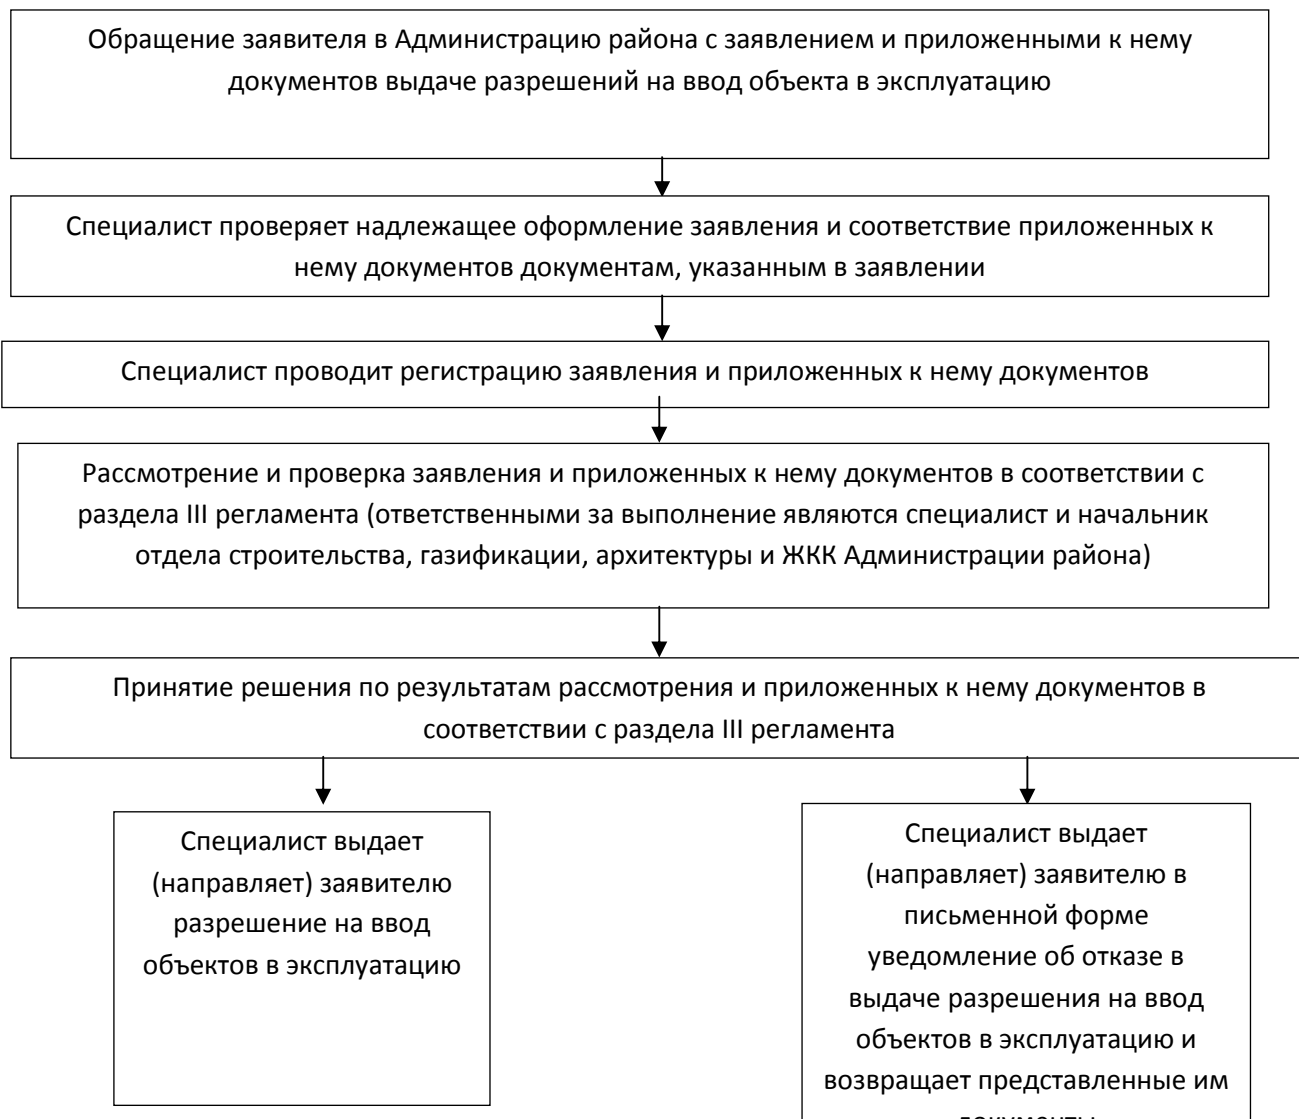 Обращение заявителя в Администрацию района с заявлением и приложенными к нему
документов выдаче разрешений на ввод объекта в эксплуатацию
Специалист проверяет надлежащее оформление заявления и соответствие приложенных к
нему документов документам, указанным в заявлении
Специалист проводит регистрацию заявления и приложенных к нему документов
Рассмотрение и проверка заявления и приложенных к нему документов в соответствии с
раздела III регламента (ответственными за выполнение являются специалист и начальник
отдела строительства, газификации, архитектуры и ЖКК Администрации района)
Принятие решения по результатам рассмотрения и приложенных к нему документов в
соответствии с раздела III регламента
Специалист выдает
(направляет) заявителю
разрешение на ввод
объектов в эксплуатацию
Специалист выдает
(направляет) заявителю в
письменной форме
уведомление об отказе в
выдаче разрешения на ввод
объектов в эксплуатацию и
возвращает представленные им